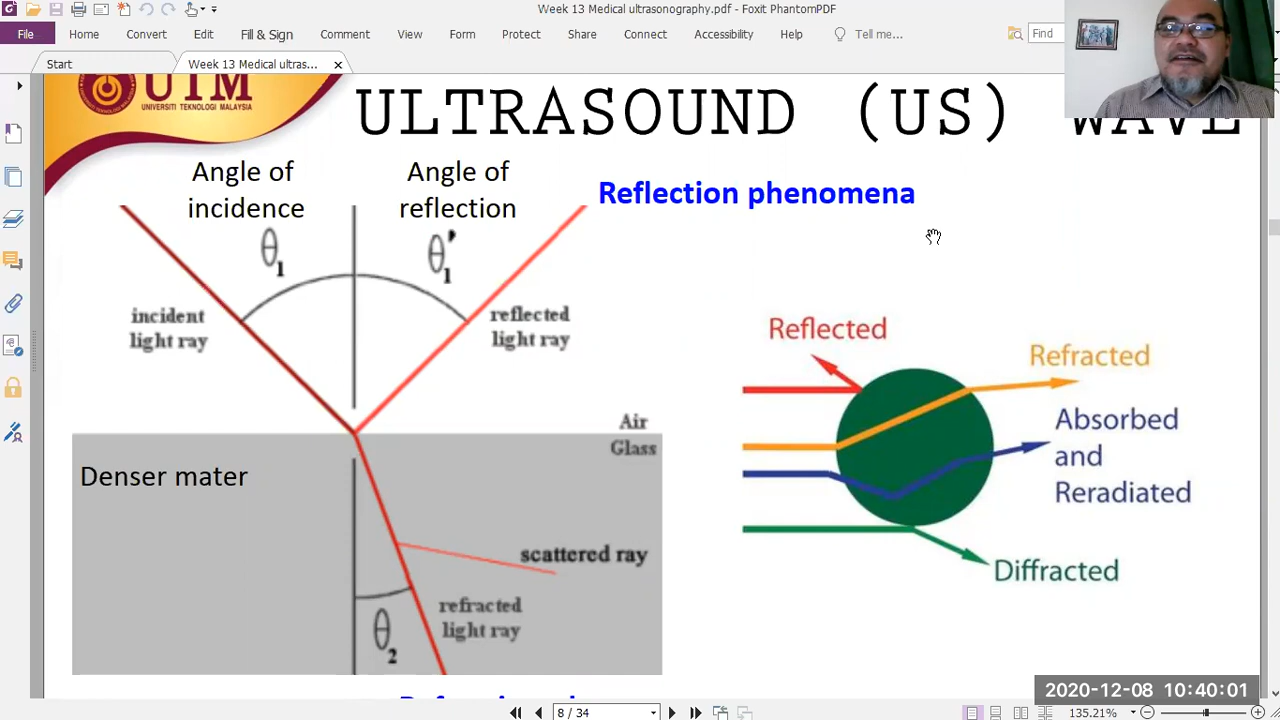 Week 13 Medical ultrasonography.pdf - Foxit PhantomPDF
File Home Convert Edit Fill & Sign Comment View Form Protect Share Connect Accessibility Help Tell me... Find
Start Week 13 Medical ultras... ×
UTM
UNIVERSITI TEKNOLOGI MALAYSIA
ULTRASOUND (US) WAVE
Angle of
incidence
Angle of
reflection
Reflection phenomena
θ1
θ'1
incident
light ray
reflected
light ray
Air
Glass
Denser mater
scattered ray
refracted
light ray
θ2
Reflected
Refracted
Absorbed
and
Reradiated
Diffracted
2020-12-08 10:40:01
8 / 34
135.21%